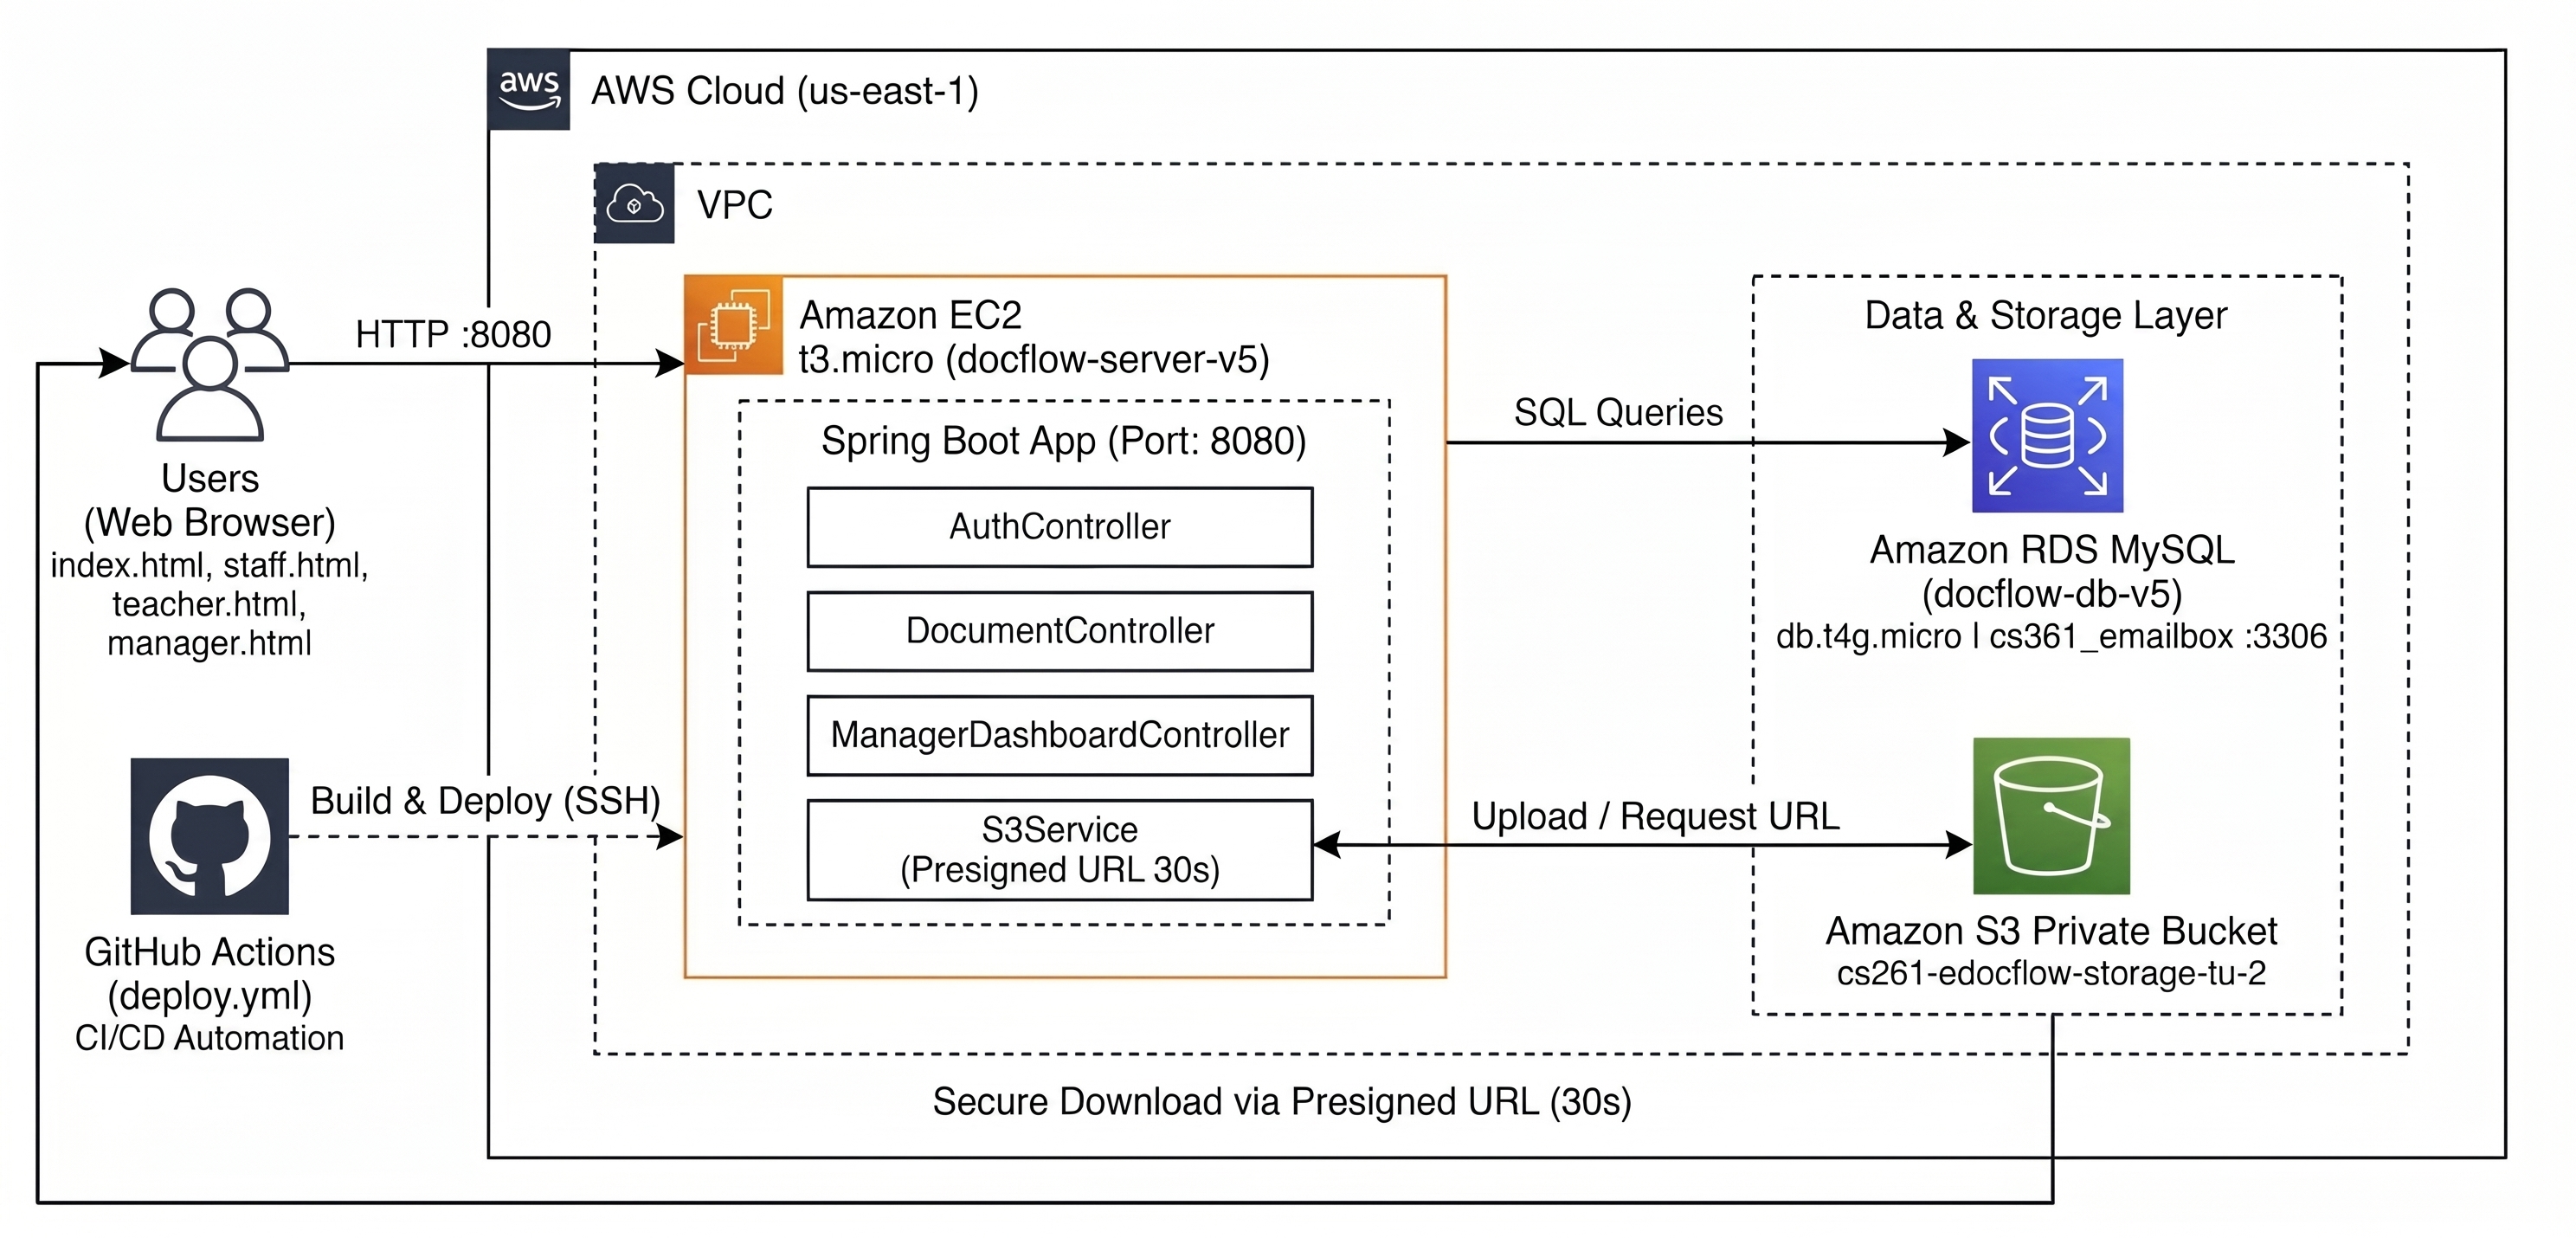 aws
AWS Cloud (us-east-1)
VPC
HTTP :8080
Users
(Web Browser)
index.html, staff.html,
teacher.html,
manager.html
Build & Deploy (SSH)
GitHub Actions
(deploy.yml)
CI/CD Automation
Amazon EC2
t3.micro (docflow-server-v5)
Spring Boot App (Port: 8080)
AuthController
DocumentController
ManagerDashboardController
S3Service
(Presigned URL 30s)
SQL Queries
Upload / Request URL
Data & Storage Layer
Amazon RDS MySQL
(docflow-db-v5)
db.t4g.micro | cs361_emailbox :3306
Amazon S3 Private Bucket
cs261-edocflow-storage-tu-2
Secure Download via Presigned URL (30s)